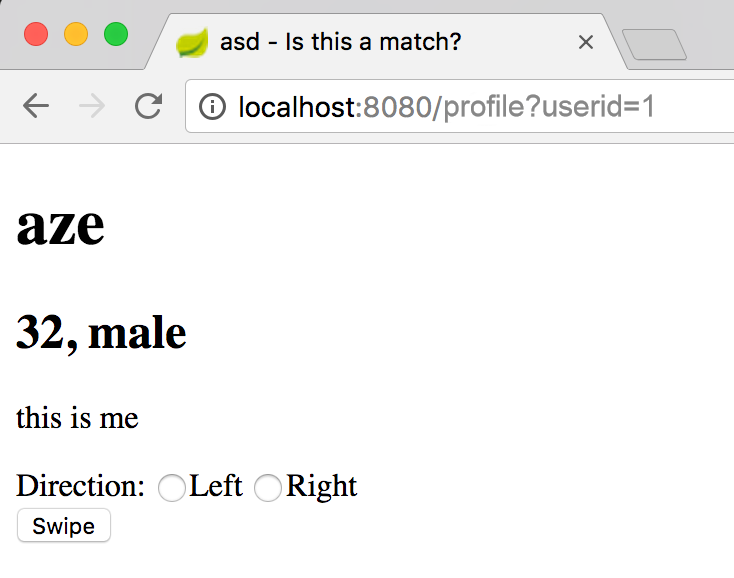 asd - Is this a match?
localhost:8080/profile?userid=1
aze
32, male
this is me
Direction: Left Right
Swipe